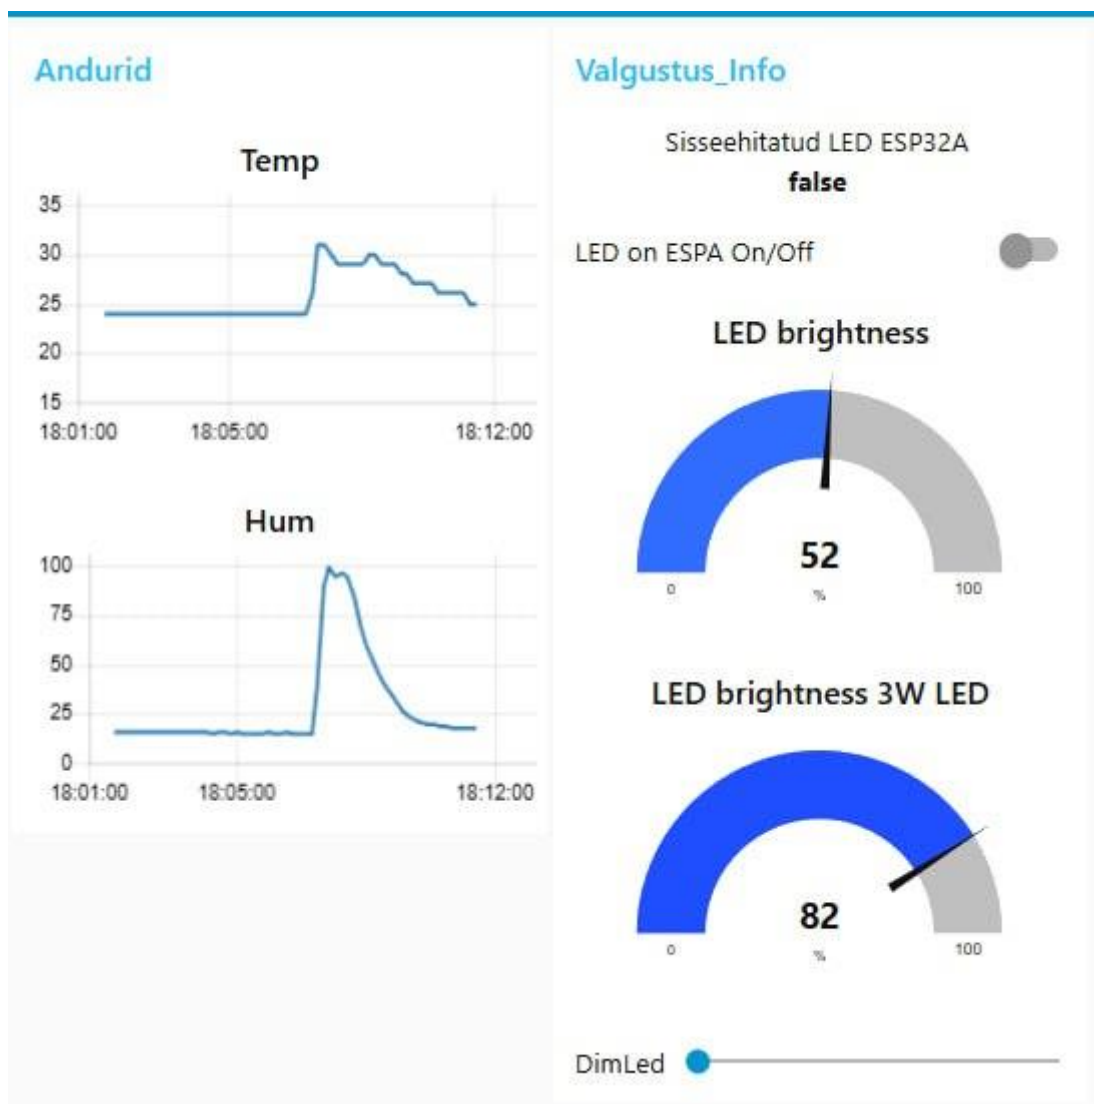 Andurid
Temp
35
30
25
20
15
18:01:00 18:05:00 18:12:00
Hum
100
75
50
25
0
18:01:00 18:05:00 18:12:00
Valgustus_Info
Sisseehitatud LED ESP32A
false
LED on ESPA On/Off
LED brightness
52
0 % 100
LED brightness 3W LED
82
0 % 100
DimLed